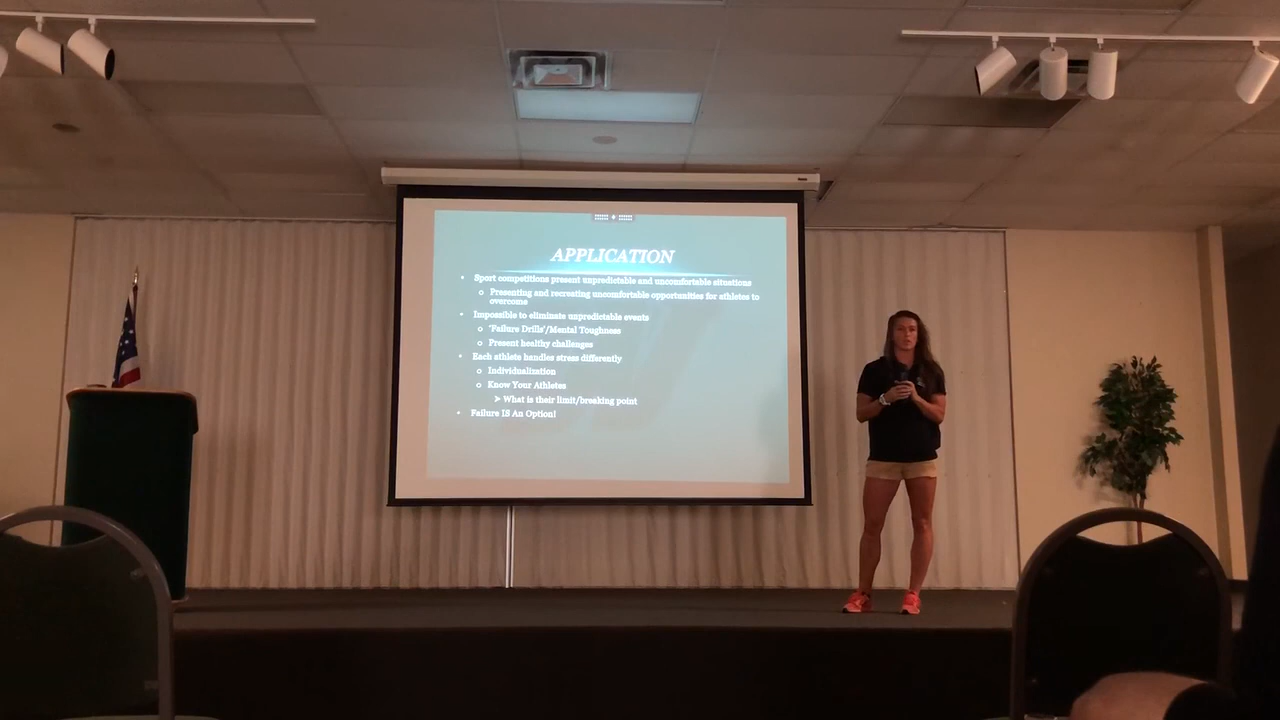 APPLICATION
• Sport competitions present unpredictable and uncomfortable situations
o Presenting and recreating uncomfortable opportunities for athletes to
overcome
• Impossible to eliminate unpredictable events
o 'Failure Drills'/Mental Toughness
o Present healthy challenges
• Each athlete handles stress differently
o Individualization
o Know Your Athletes
➢ What is their limit/breaking point
• Failure IS An Option!